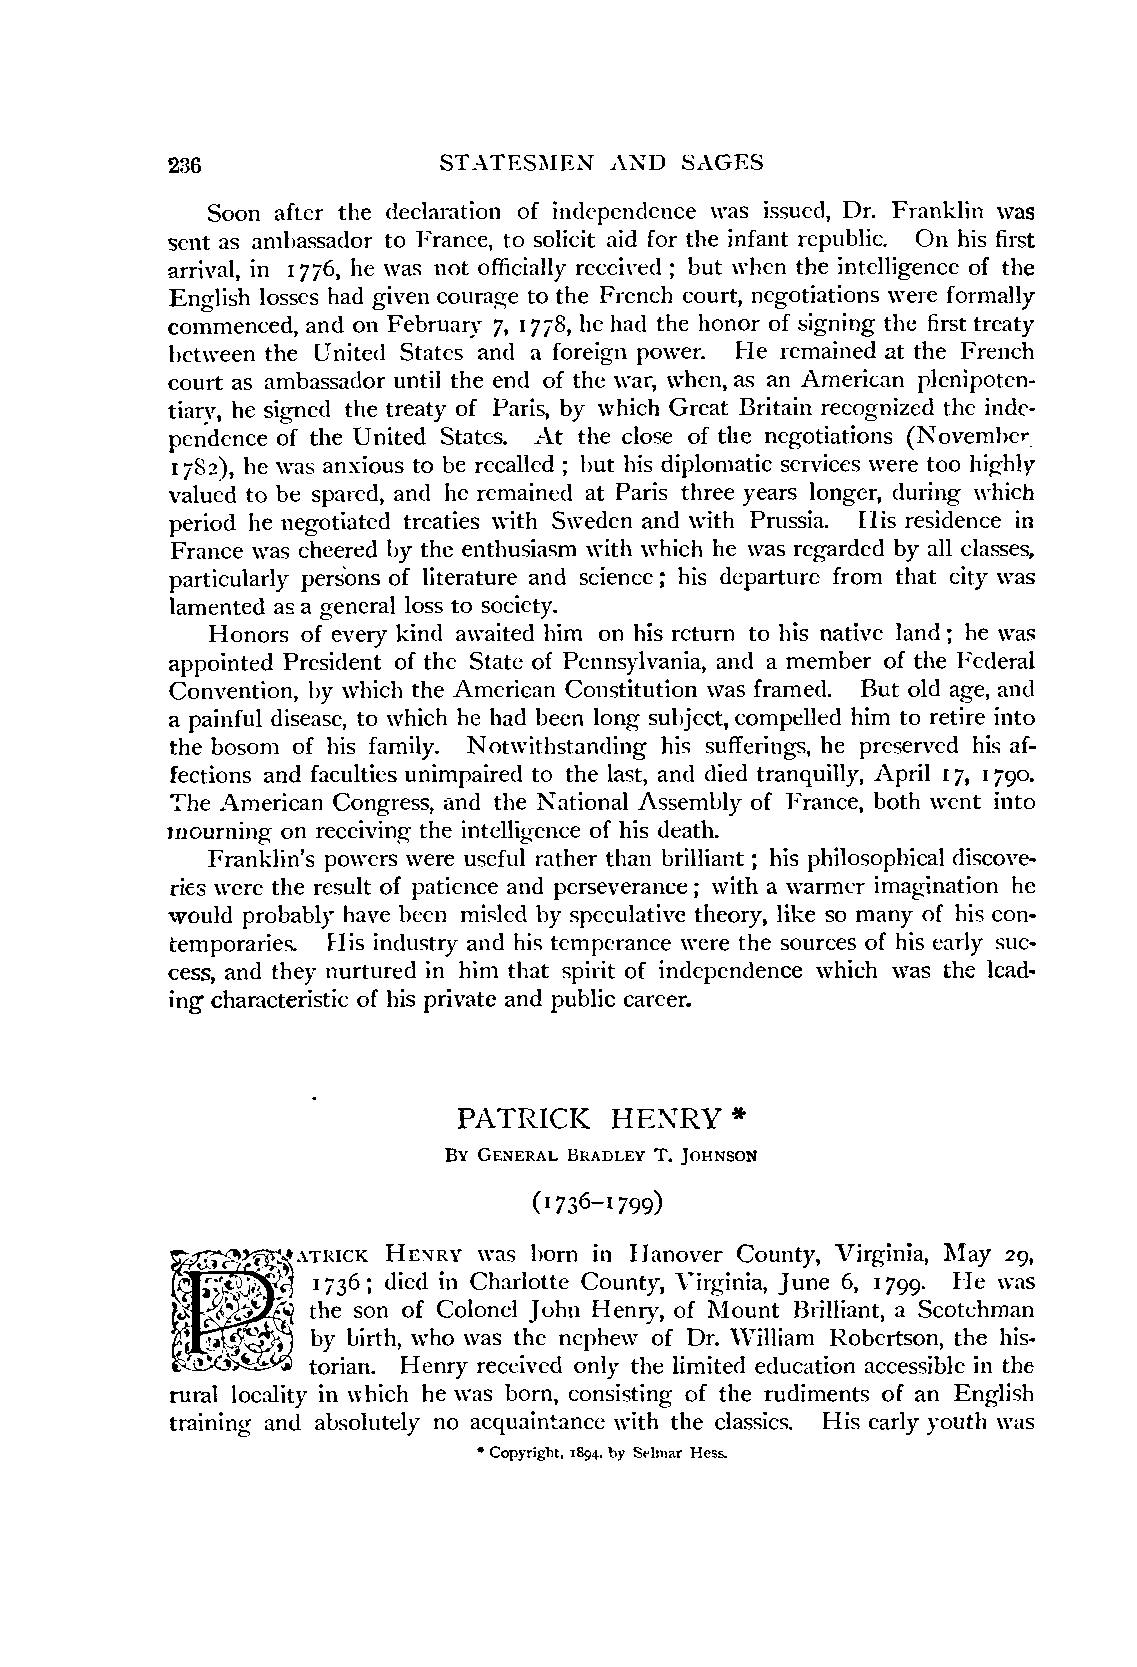 236 STATESMEN AND SAGES
Soon after the declaration of independence was issued, Dr. Franklin was
sent as ambassador to France, to solicit aid for the infant republic. On his first
arrival, in 1776, he was not officially received; but when the intelligence of the
English losses had given courage to the French court, negotiations were formally
commenced, and on February 7, 1778, he had the honor of signing the first treaty
between the United States and a foreign power. He remained at the French
court as ambassador until the end of the war, when, as an American plenipoten-
tiary, he signed the treaty of Paris, by which Great Britain recognized the inde-
pendence of the United States. At the close of the negotiations (November
1782), he was anxious to be recalled; but his diplomatic services were too highly
valued to be spared, and he remained at Paris three years longer, during which
period he negotiated treaties with Sweden and with Prussia. His residence in
France was cheered by the enthusiasm with which he was regarded by all classes,
particularly persons of literature and science; his departure from that city was
lamented as a general loss to society.
Honors of every kind awaited him on his return to his native land; he was
appointed President of the State of Pennsylvania, and a member of the Federal
Convention, by which the American Constitution was framed. But old age, and
a painful disease, to which he had been long subject, compelled him to retire into
the bosom of his family. Notwithstanding his sufferings, he preserved his af-
fections and faculties unimpaired to the last, and died tranquilly, April 17, 1790.
The American Congress, and the National Assembly of France, both went into
mourning on receiving the intelligence of his death.
Franklin's powers were useful rather than brilliant; his philosophical discove-
ries were the result of patience and perseverance; with a warmer imagination he
would probably have been misled by speculative theory, like so many of his con-
temporaries. His industry and his temperance were the sources of his early suc-
cess, and they nurtured in him that spirit of independence which was the lead-
ing characteristic of his private and public career.
PATRICK HENRY *
BY GENERAL BRADLEY T. JOHNSON
(1736-1799)
PATRICK HENRY was born in Hanover County, Virginia, May 29,
1736; died in Charlotte County, Virginia, June 6, 1799. He was
the son of Colonel John Henry, of Mount Brilliant, a Scotchman
by birth, who was the nephew of Dr. William Robertson, the his-
torian. Henry received only the limited education accessible in the
rural locality in which he was born, consisting of the rudiments of an English
training and absolutely no acquaintance with the classics. His early youth was
* Copyright, 1894, by Selmar Hess.